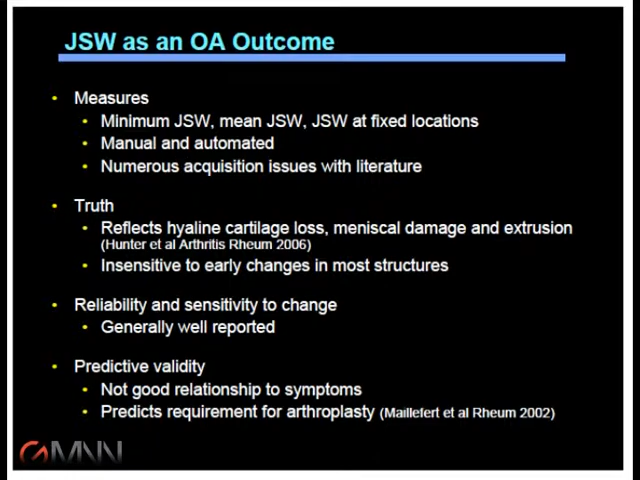 JSW as an OA Outcome
• Measures
• Minimum JSW, mean JSW, JSW at fixed locations
• Manual and automated
• Numerous acquisition issues with literature
• Truth
• Reflects hyaline cartilage loss, meniscal damage and extrusion
(Hunter et al Arthritis Rheum 2006)
• Insensitive to early changes in most structures
• Reliability and sensitivity to change
• Generally well reported
• Predictive validity
• Not good relationship to symptoms
• Predicts requirement for arthroplasty (Maillefert et al Rheum 2002)